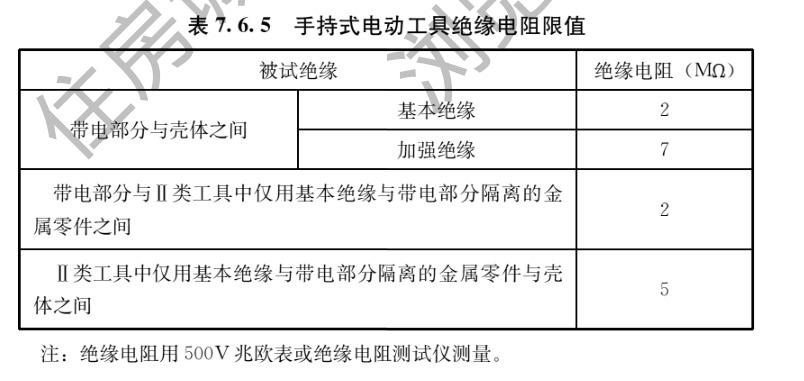 表 7.6.5 手持式电动工具绝缘电阻限值
被试绝缘 绝缘电阻（MΩ）
带电部分与壳体之间 基本绝缘 2
加强绝缘 7
带电部分与Ⅱ类工具中仅用基本绝缘与带电部分隔离的金
属零件之间 2
Ⅱ类工具中仅用基本绝缘与带电部分隔离的金属零件与壳
体之间 5
注：绝缘电阻用 500V 兆欧表或绝缘电阻测试仪测量。
住房
浏览